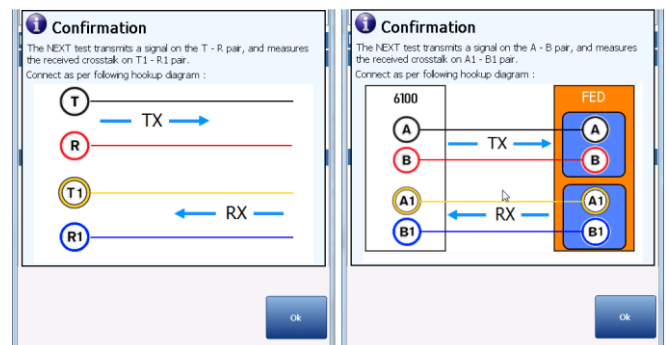 Confirmation
The NEXT test transmits a signal on the T - R pair, and measures
the received crosstalk on T1 - R1 pair.
Connect as per following hookup diagram :
T
TX
R
T1
RX
R1
Ok
Confirmation
The NEXT test transmits a signal on the A - B pair, and measures
the received crosstalk on A1 - B1 pair.
Connect as per following hookup diagram :
6100 FED
A A
TX
B B
A1 A1
RX
B1 B1
Ok